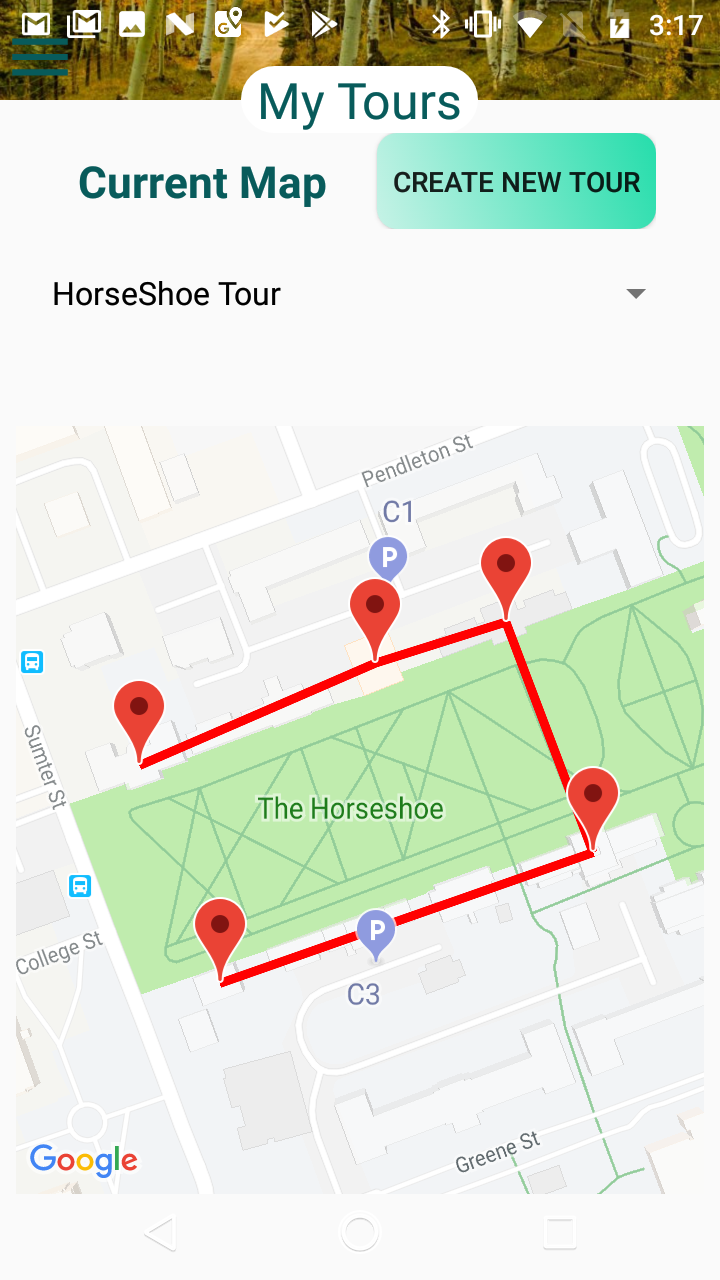 3:17
My Tours
Current Map
CREATE NEW TOUR
HorseShoe Tour
Pendleton St
C1
P
Sumter St
The Horseshoe
P
College St
C3
Greene St
Google